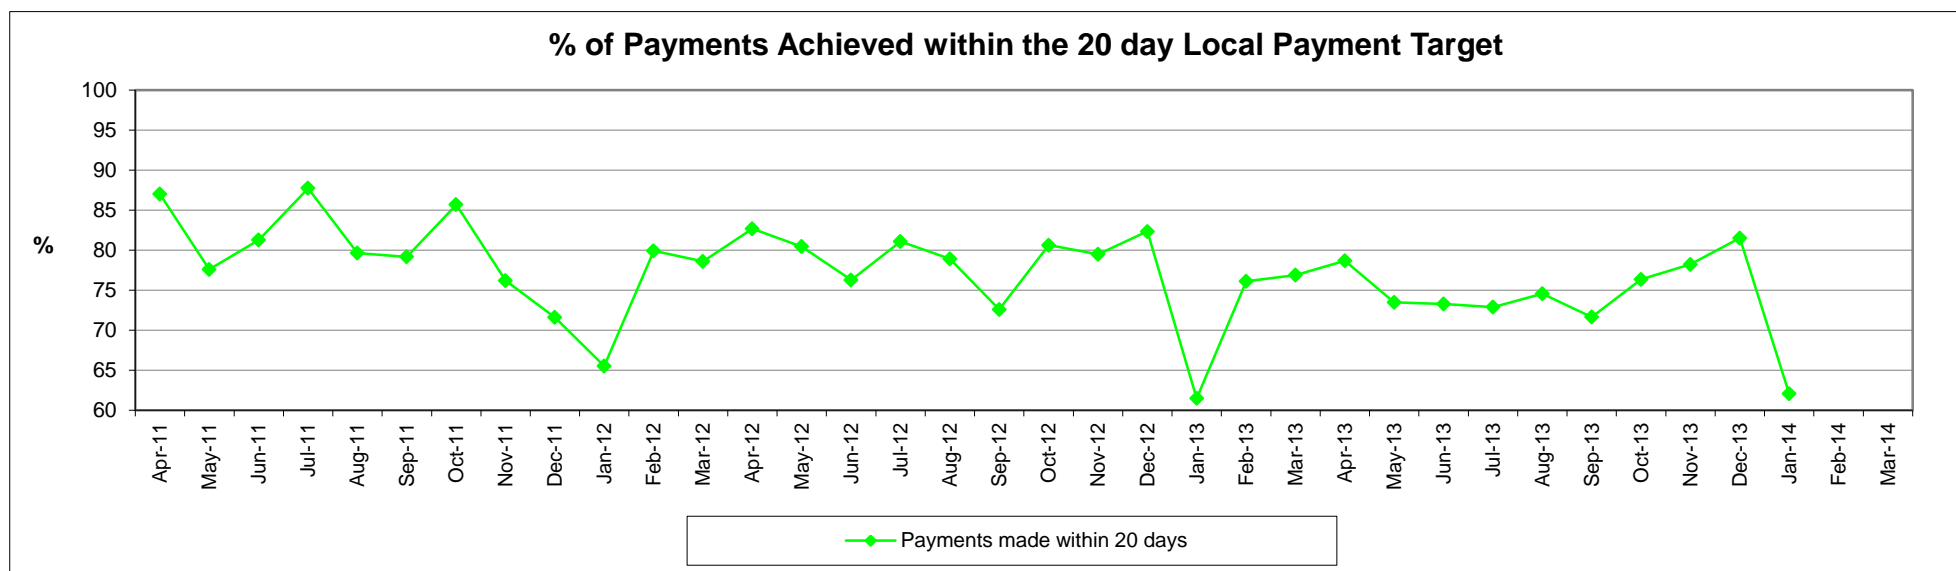 % of Payments Achieved within the 20 day Local Payment Target
100
95
90
85
80
75
70
65
60
%
Apr-11
May-11
Jun-11
Jul-11
Aug-11
Sep-11
Oct-11
Nov-11
Dec-11
Jan-12
Feb-12
Mar-12
Apr-12
May-12
Jun-12
Jul-12
Aug-12
Sep-12
Oct-12
Nov-12
Dec-12
Jan-13
Feb-13
Mar-13
Apr-13
May-13
Jun-13
Jul-13
Aug-13
Sep-13
Oct-13
Nov-13
Dec-13
Jan-14
Feb-14
Mar-14
Payments made within 20 days